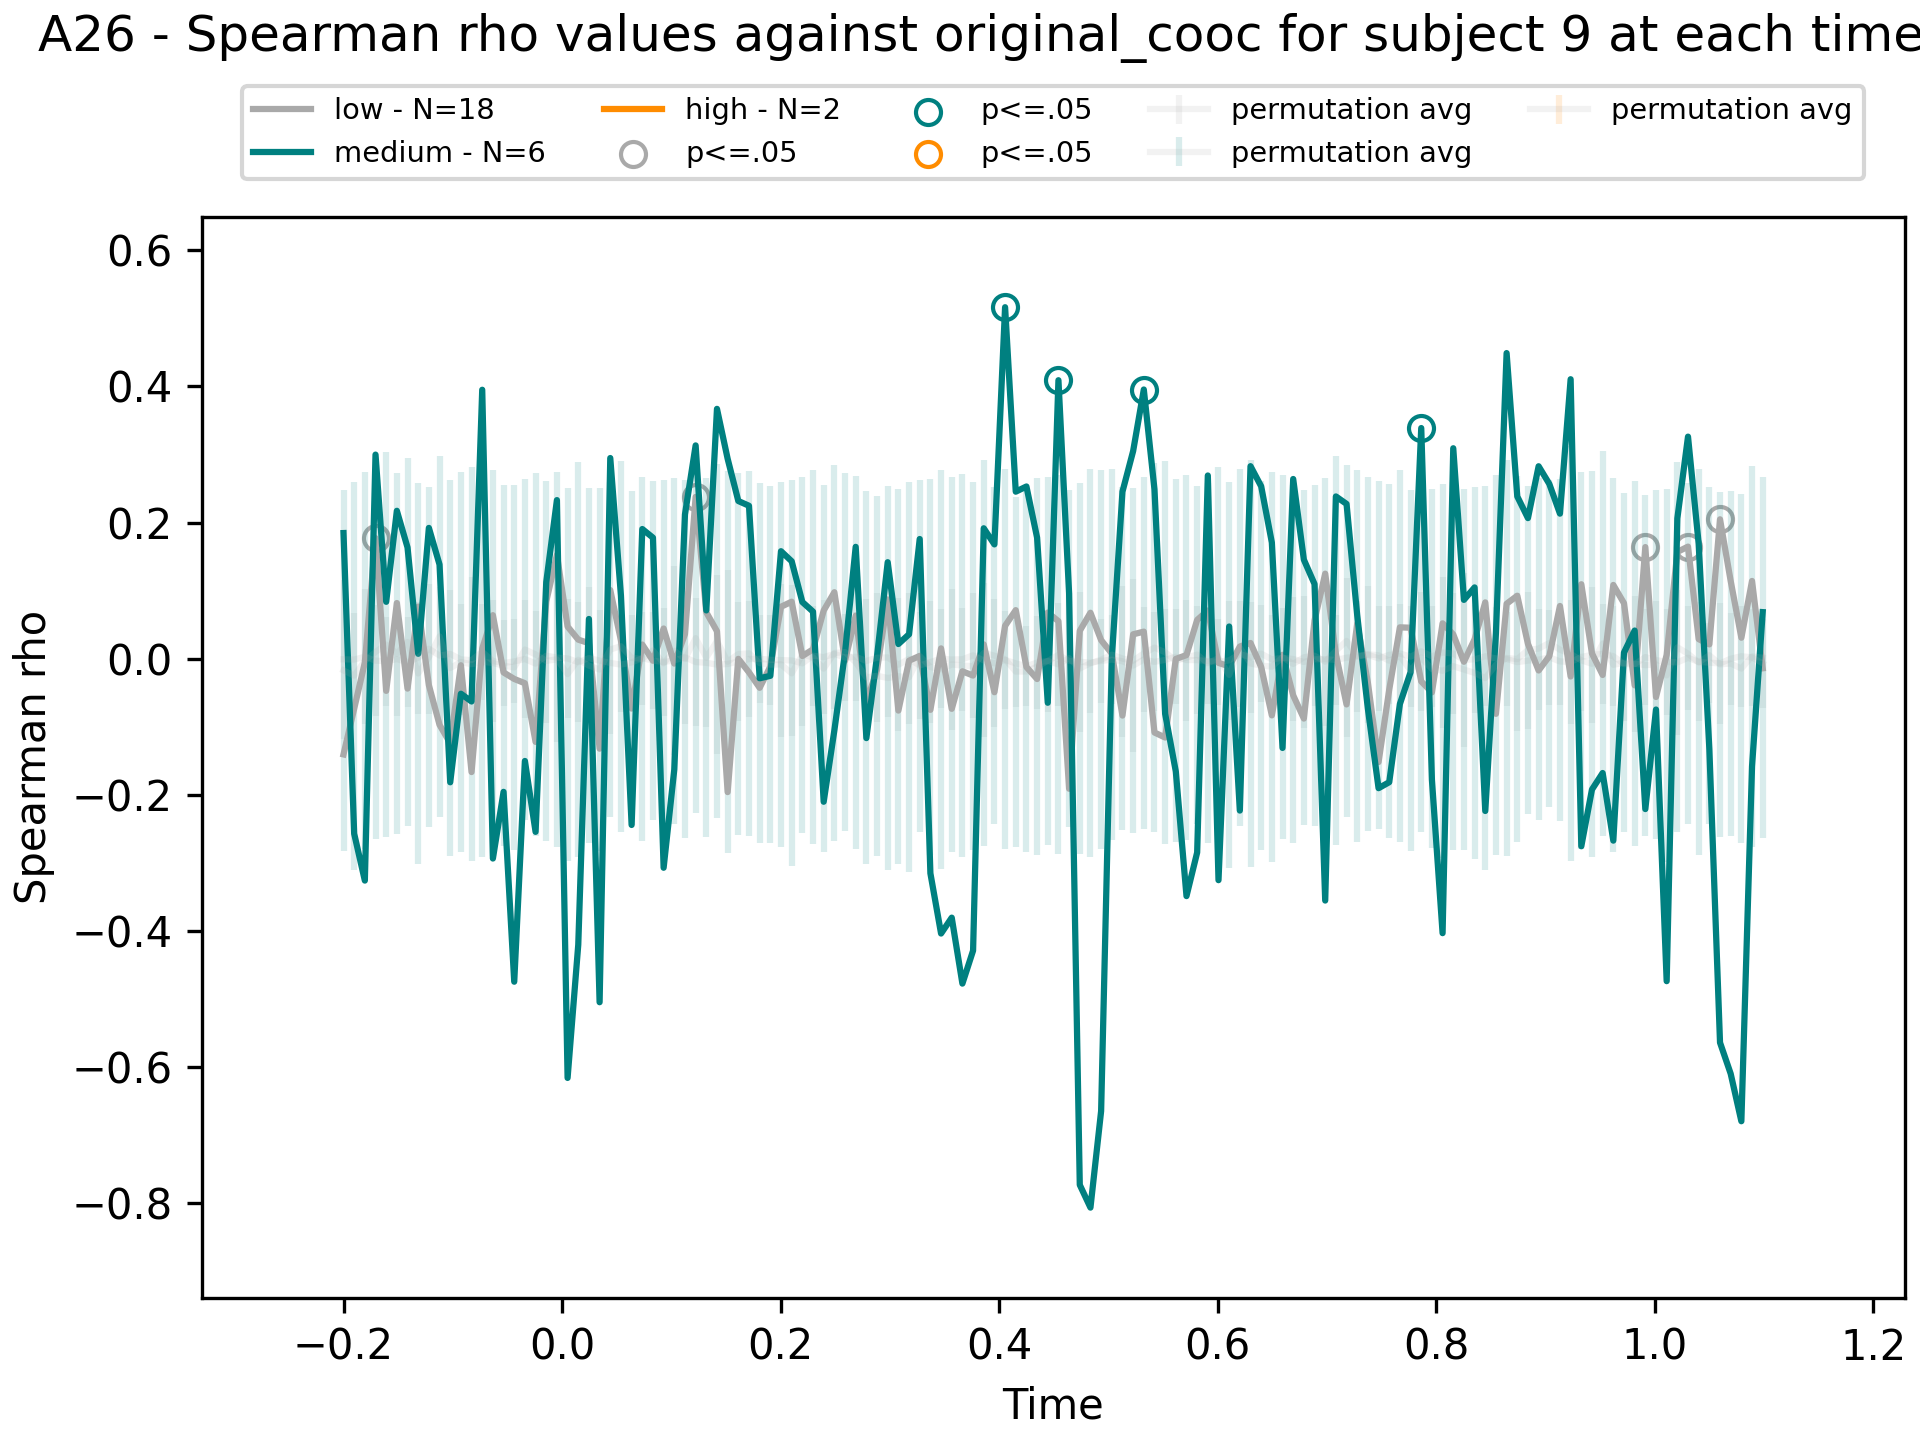 A26 - Spearman rho values against original_cooc for subject 9 at each time
low - N=18
medium - N=6
high - N=2
p<=.05
p<=.05
p<=.05
permutation avg
permutation avg
permutation avg
Spearman rho
0.6
0.4
0.2
0.0
−0.2
−0.4
−0.6
−0.8
−0.2 0.0 0.2 0.4 0.6 0.8 1.0 1.2
Time